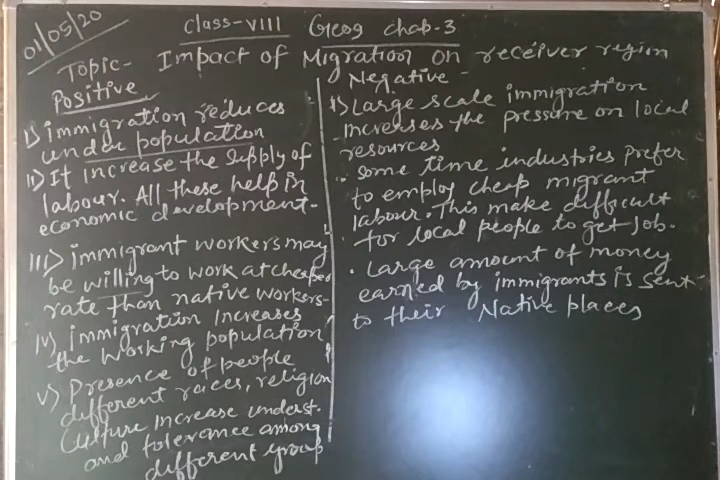 01/05/20
Class-VIII Geog chap-3
Topic- Impact of Migration on receiver region
Positive
I) immigration reduces
under population
II) It increase the supply of
labour. All these help in
economic development-
III) immigrant workers may
be willing to work at cheaper
rate than native workers-
IV) immigration increases
the working population
V) Presence of people
different races, religion
Culture increase underst.
and tolerance among
different group
Negative -
1) Large scale immigration
increses the pressure on local
resources
. some time industries prefer
to employ cheap migrant
labour. This make difficult
for local people to get Job.
. Large amount of money
earned by immigrants is sent
to their Native places